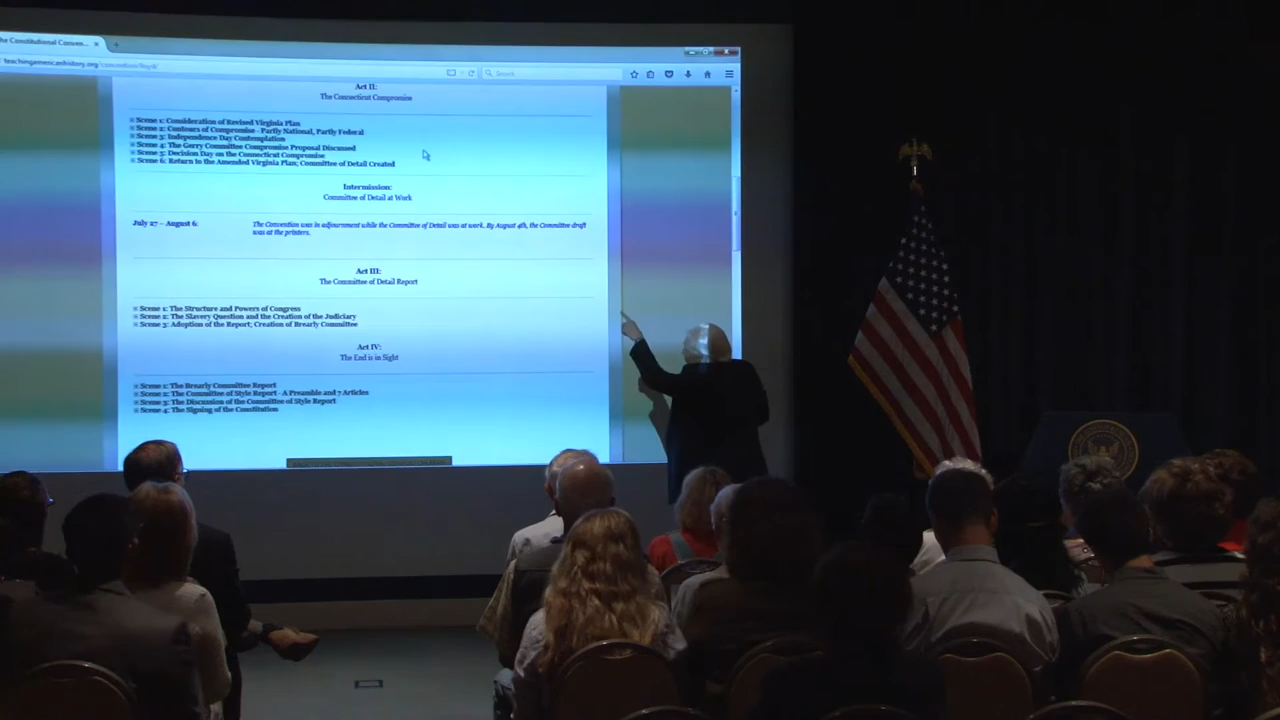 The Constitutional Conven...
teachingamericanhistory.org/convention/
Search
Act II:
The Connecticut Compromise
Scene 1: Consideration of Revised Virginia Plan
Scene 2: Contours of Compromise - Partly National, Partly Federal
Scene 3: Independence Day Contemplation
Scene 4: The Gerry Committee Compromise Proposal Discussed
Scene 5: Decision Day on the Connecticut Compromise
Scene 6: Return to the Amended Virginia Plan; Committee of Detail Created
Intermission:
Committee of Detail at Work
July 27 – August 6:
The Convention was in adjournment while the Committee of Detail was at work. By August 4th, the Committee draft
was at the printers.
Act III:
The Committee of Detail Report
Scene 1: The Structure and Powers of Congress
Scene 2: The Slavery Question and the Creation of the Judiciary
Scene 3: Adoption of the Report; Creation of Brearly Committee
Act IV:
The End is in Sight
Scene 1: The Brearly Committee Report
Scene 2: The Committee of Style Report - A Preamble and 7 Articles
Scene 3: The Discussion of the Committee of Style Report
Scene 4: The Signing of the Constitution